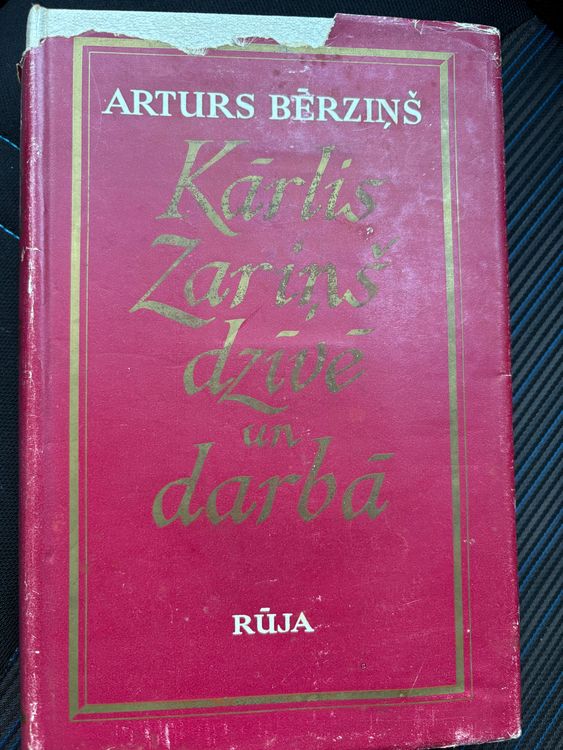 ARTURS BĒRZIŅŠ
Kārlis
Zariņš
dzīvē
un
darbā
RŪJA